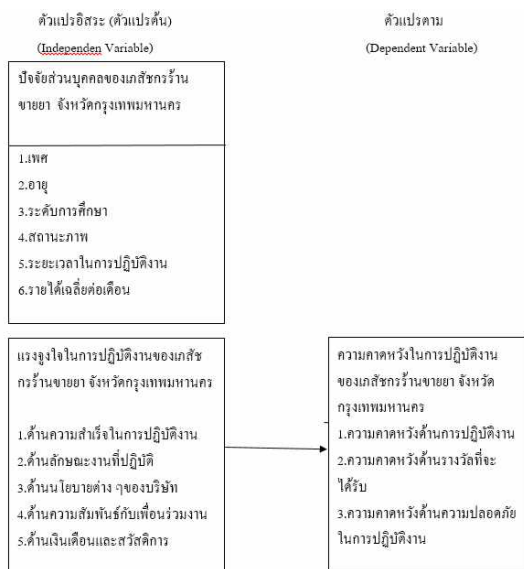 ตัวแปรอิสระ (ตัวแปรต้น)
(Independen Variable)
ปัจจัยส่วนบุคคลของเภสัชกรร้าน
ขายยา จังหวัดกรุงเทพมหานคร
1.เพศ
2.อายุ
3.ระดับการศึกษา
4.สถานะภาพ
5.ระยะเวลาในการปฏิบัติงาน
6.รายได้เฉลี่ยต่อเดือน
แรงจูงใจในการปฏิบัติงานของเภสัช
กรร้านขายยา จังหวัดกรุงเทพมหานคร
1.ด้านความสำเร็จในการปฏิบัติงาน
2.ด้านลักษณะงานที่ปฏิบัติ
3.ด้านนโยบายต่าง ๆของบริษัท
4.ด้านความสัมพันธ์กับเพื่อนร่วมงาน
5.ด้านเงินเดือนและสวัสดิการ
ตัวแปรตาม
(Dependent Variable)
ความคาดหวังในการปฏิบัติงาน
ของเภสัชกรร้านขายยา จังหวัด
กรุงเทพมหานคร
1.ความคาดหวังด้านการปฏิบัติงาน
2.ความคาดหวังด้านรางวัลที่จะ
ได้รับ
3.ความคาดหวังด้านความปลอดภัย
ในการปฏิบัติงาน